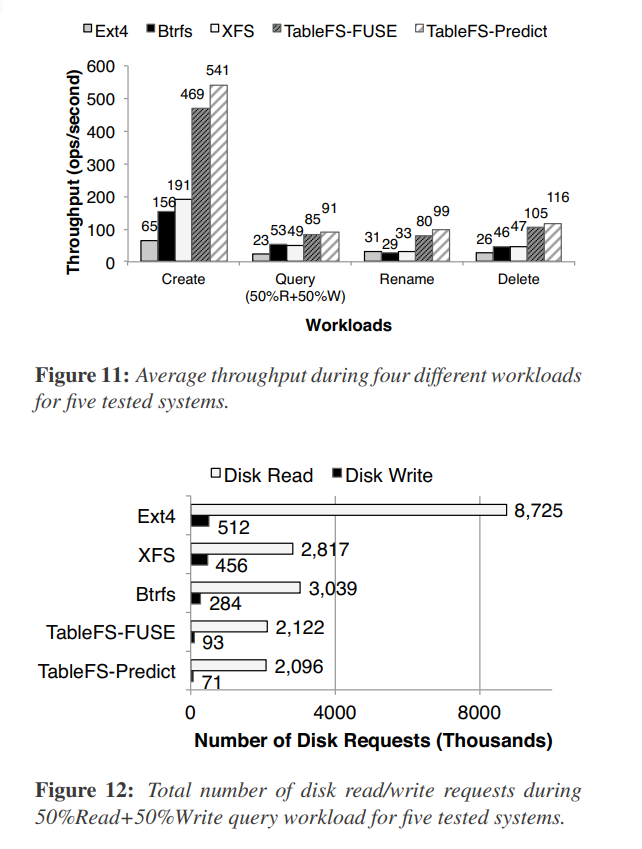 Ext4 Btrfs XFS TableFS-FUSE TableFS-Predict
Throughput (ops/second)
600
500
400
300
200
100
0
65 156 191 469 541
23 53 49 85 91
31 29 33 80 99
26 46 47 105 116
Create Query Rename Delete
(50%R+50%W)
Workloads
Figure 11: Average throughput during four different workloads
for five tested systems.
Disk Read Disk Write
Ext4 8,725
512
XFS 2,817
456
Btrfs 3,039
284
TableFS-FUSE 2,122
93
TableFS-Predict 2,096
71
0 4000 8000
Number of Disk Requests (Thousands)
Figure 12: Total number of disk read/write requests during
50%Read+50%Write query workload for five tested systems.